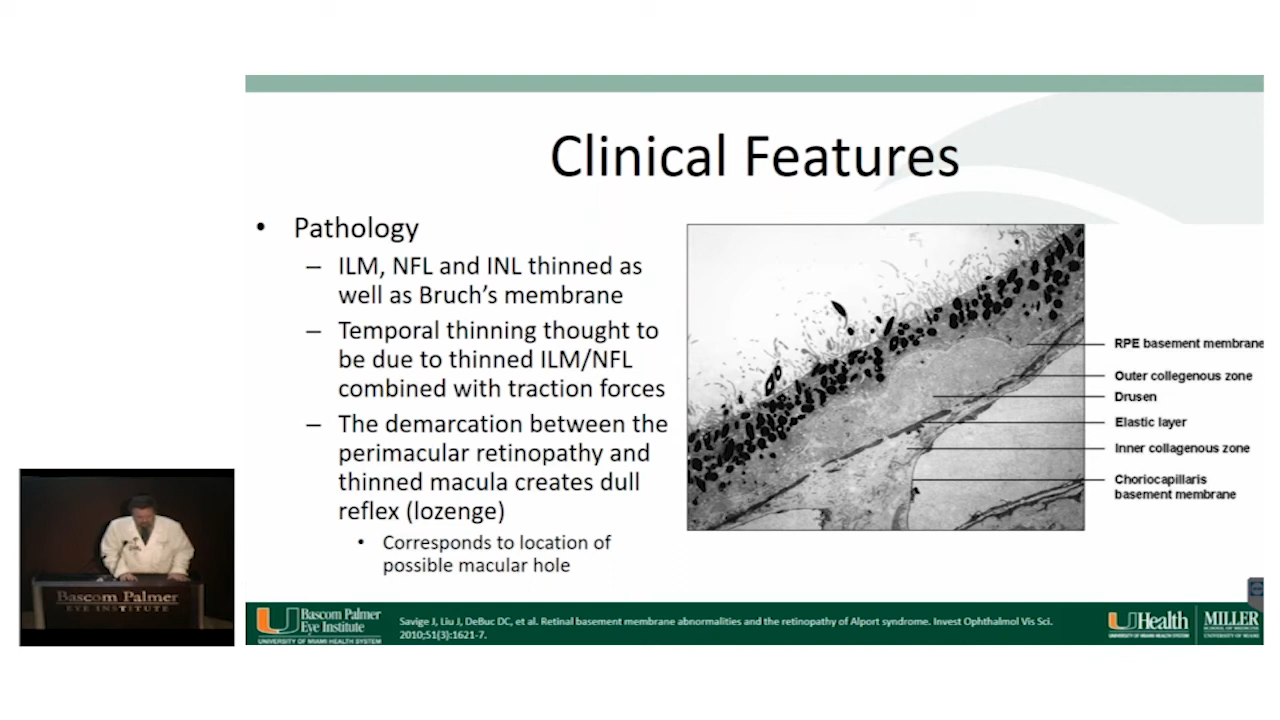 Clinical Features
• Pathology
– ILM, NFL and INL thinned as
well as Bruch's membrane
– Temporal thinning thought to
be due to thinned ILM/NFL
combined with traction forces
– The demarcation between the
perimacular retinopathy and
thinned macula creates dull
reflex (lozenge)
• Corresponds to location of
possible macular hole
RPE basement membrane
Outer collegenous zone
Drusen
Elastic layer
Inner collagenous zone
Choriocapillaris
basement membrane
Bascom Palmer
EYE INSTITUTE
Bascom Palmer
Eye Institute
UNIVERSITY OF MIAMI HEALTH SYSTEM
Savige J, Liu J, DeBuc DC, et al. Retinal basement membrane abnormalities and the retinopathy of Alport syndrome. Invest Ophthalmol Vis Sci.
2010;51(3):1621-7.
UHealth
UNIVERSITY OF MIAMI HEALTH SYSTEM
MILLER
SCHOOL OF MEDICINE
UNIVERSITY OF MIAMI